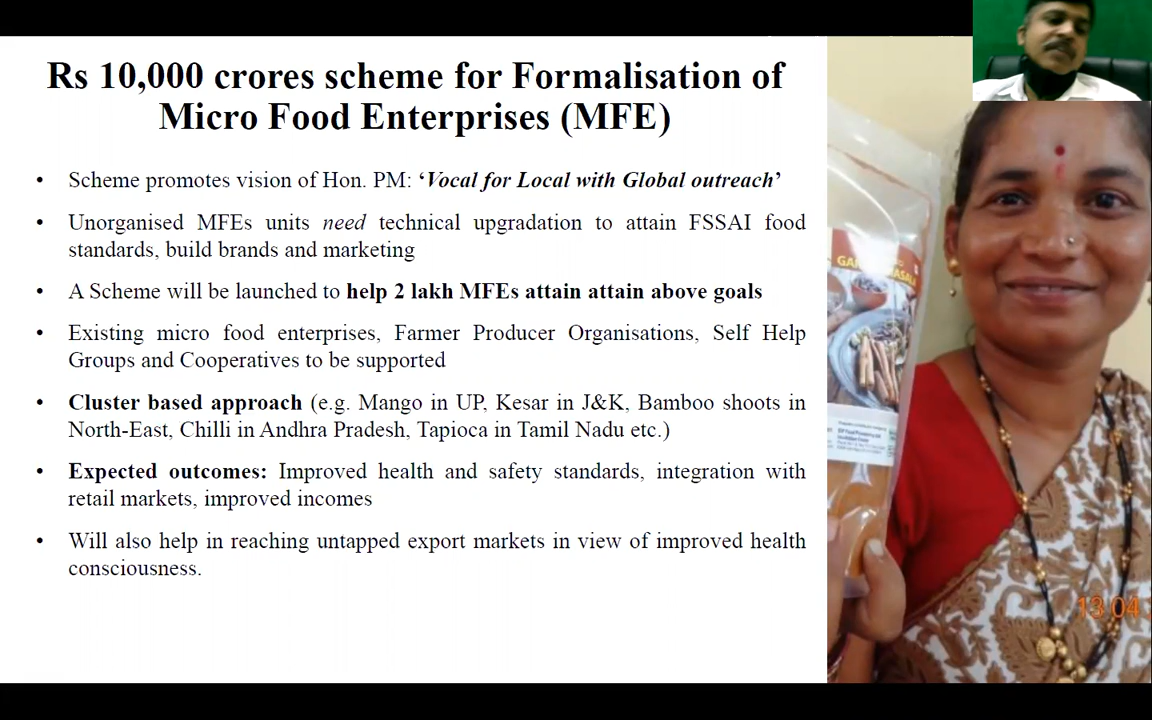 Rs 10,000 crores scheme for Formalisation of
Micro Food Enterprises (MFE)
• Scheme promotes vision of Hon. PM: ‘Vocal for Local with Global outreach’
• Unorganised MFEs units need technical upgradation to attain FSSAI food
standards, build brands and marketing
• A Scheme will be launched to help 2 lakh MFEs attain attain above goals
• Existing micro food enterprises, Farmer Producer Organisations, Self Help
Groups and Cooperatives to be supported
• Cluster based approach (e.g. Mango in UP, Kesar in J&K, Bamboo shoots in
North-East, Chilli in Andhra Pradesh, Tapioca in Tamil Nadu etc.)
• Expected outcomes: Improved health and safety standards, integration with
retail markets, improved incomes
• Will also help in reaching untapped export markets in view of improved health
consciousness.
13 04